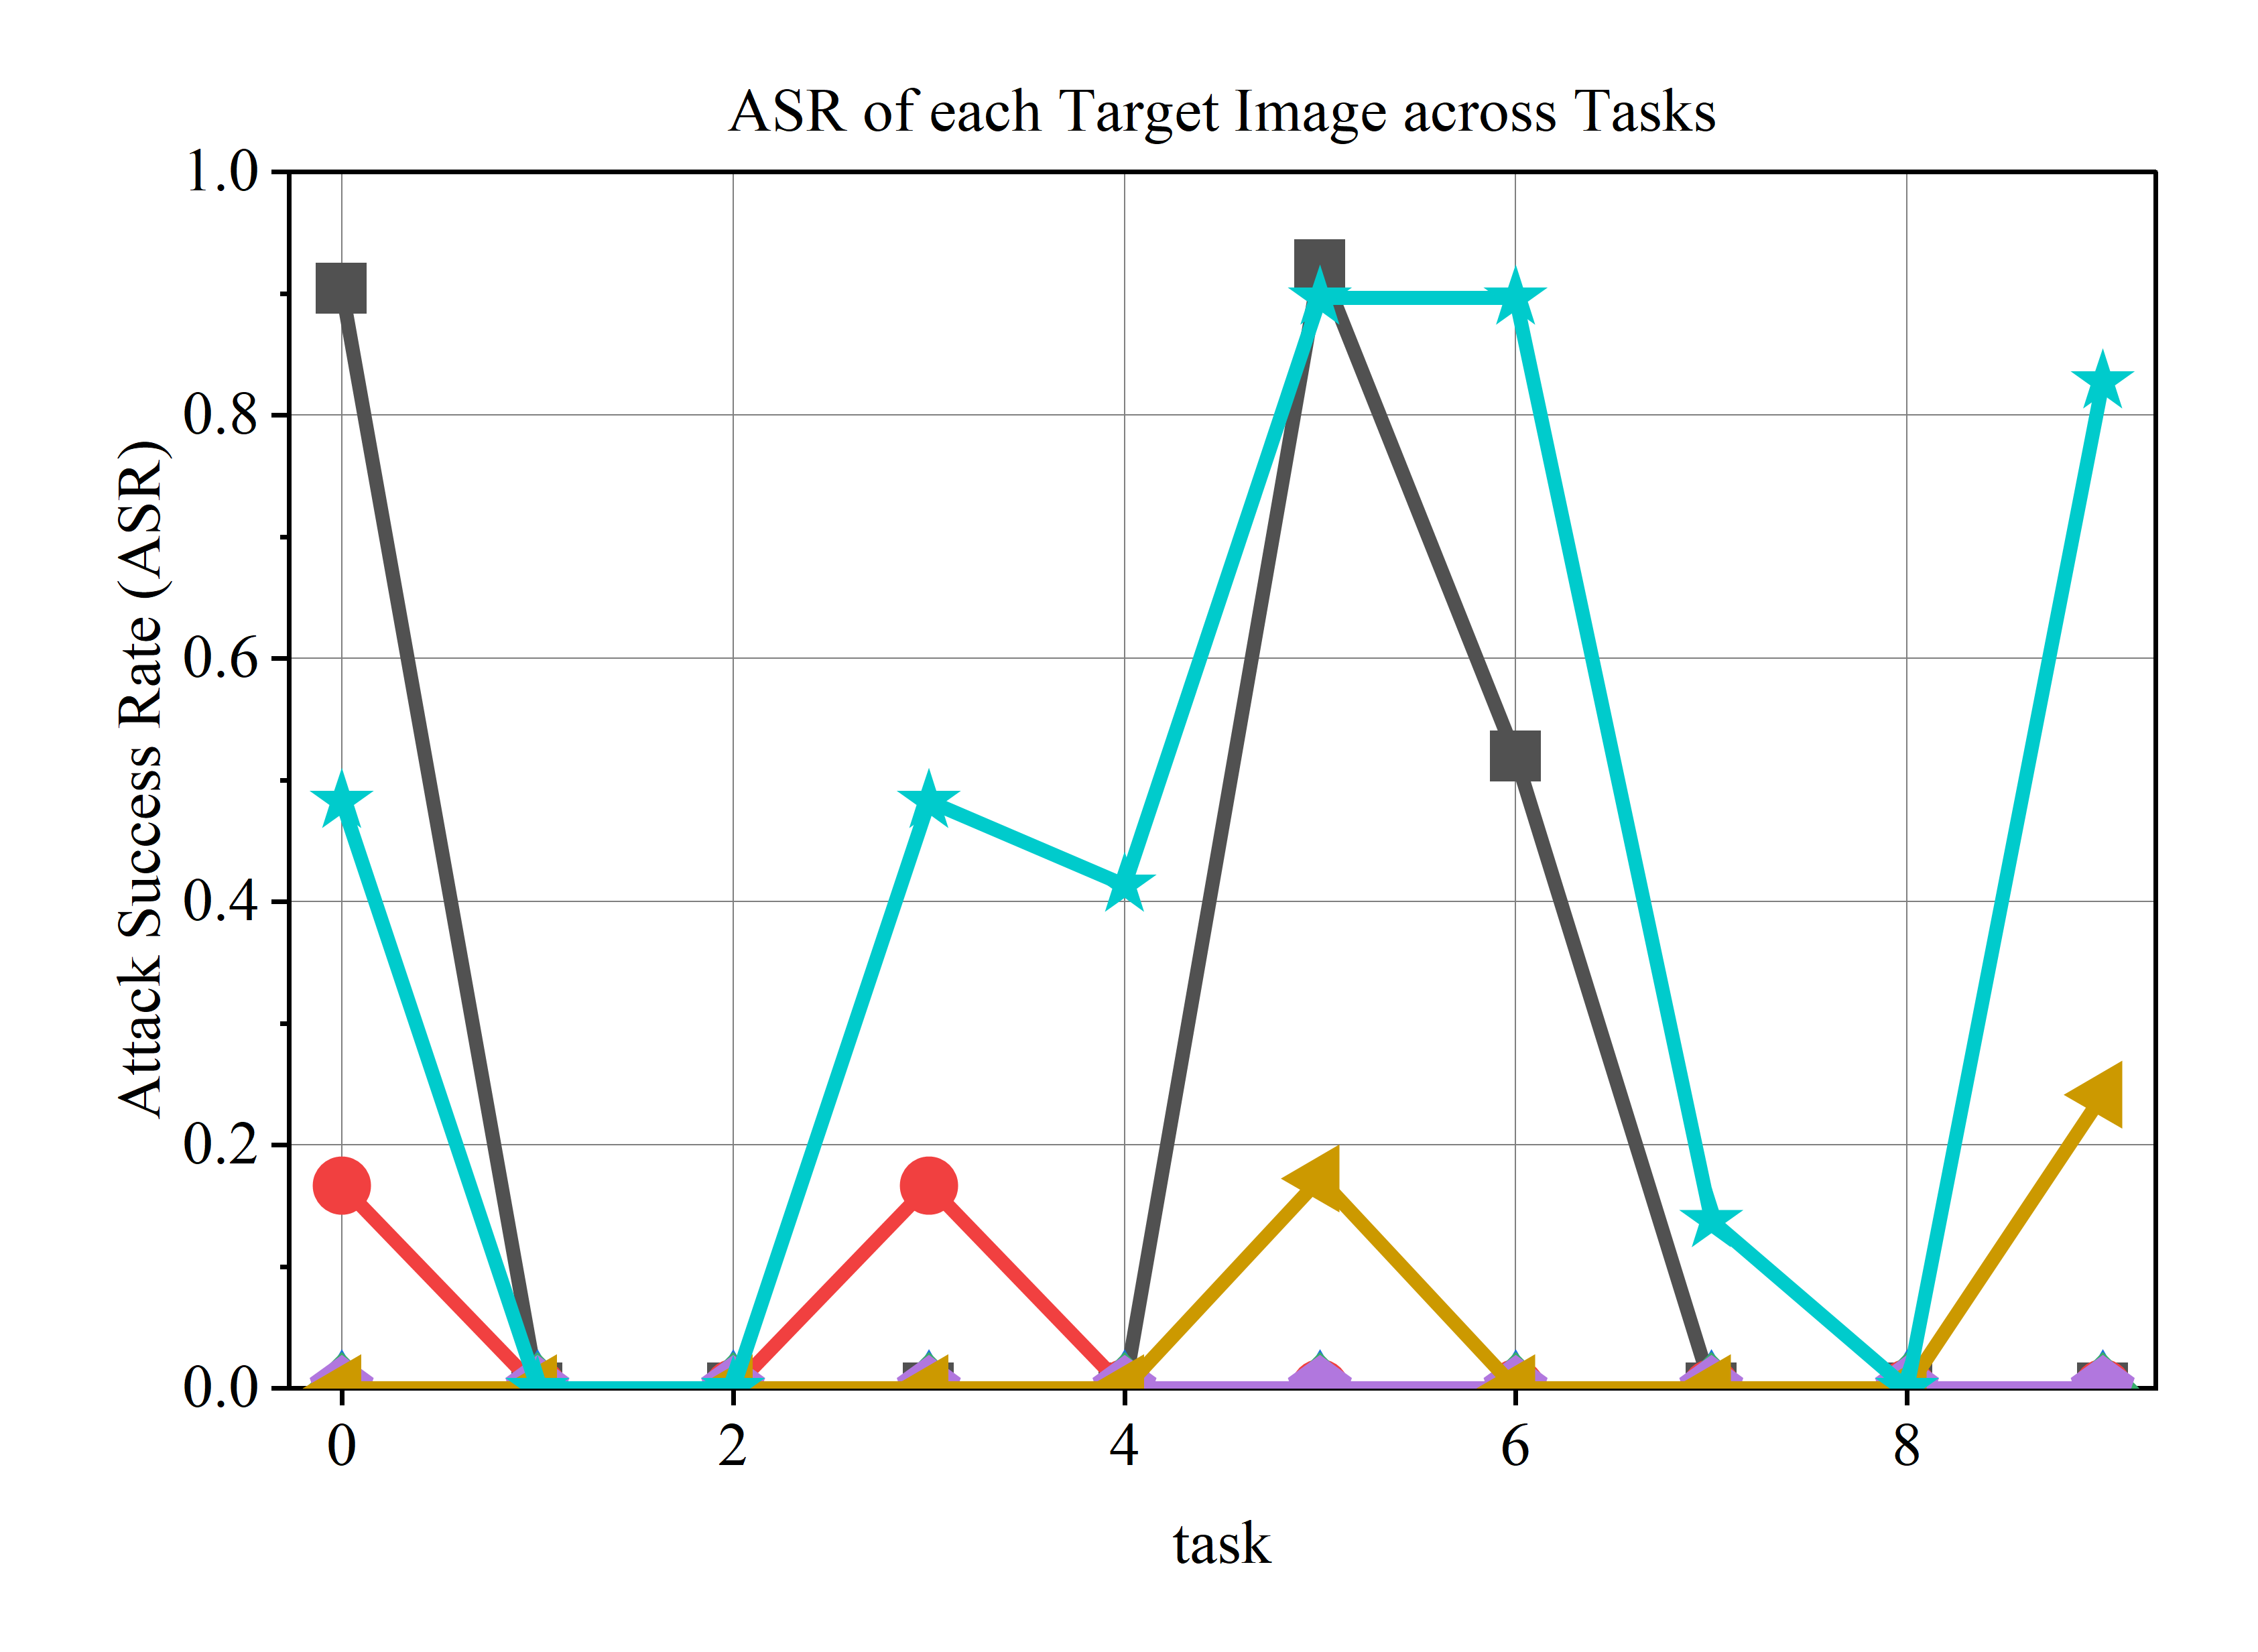 ASR of each Target Image across Tasks
1.0
0.8
0.6
0.4
0.2
0.0
Attack Success Rate (ASR)
0 2 4 6 8
task